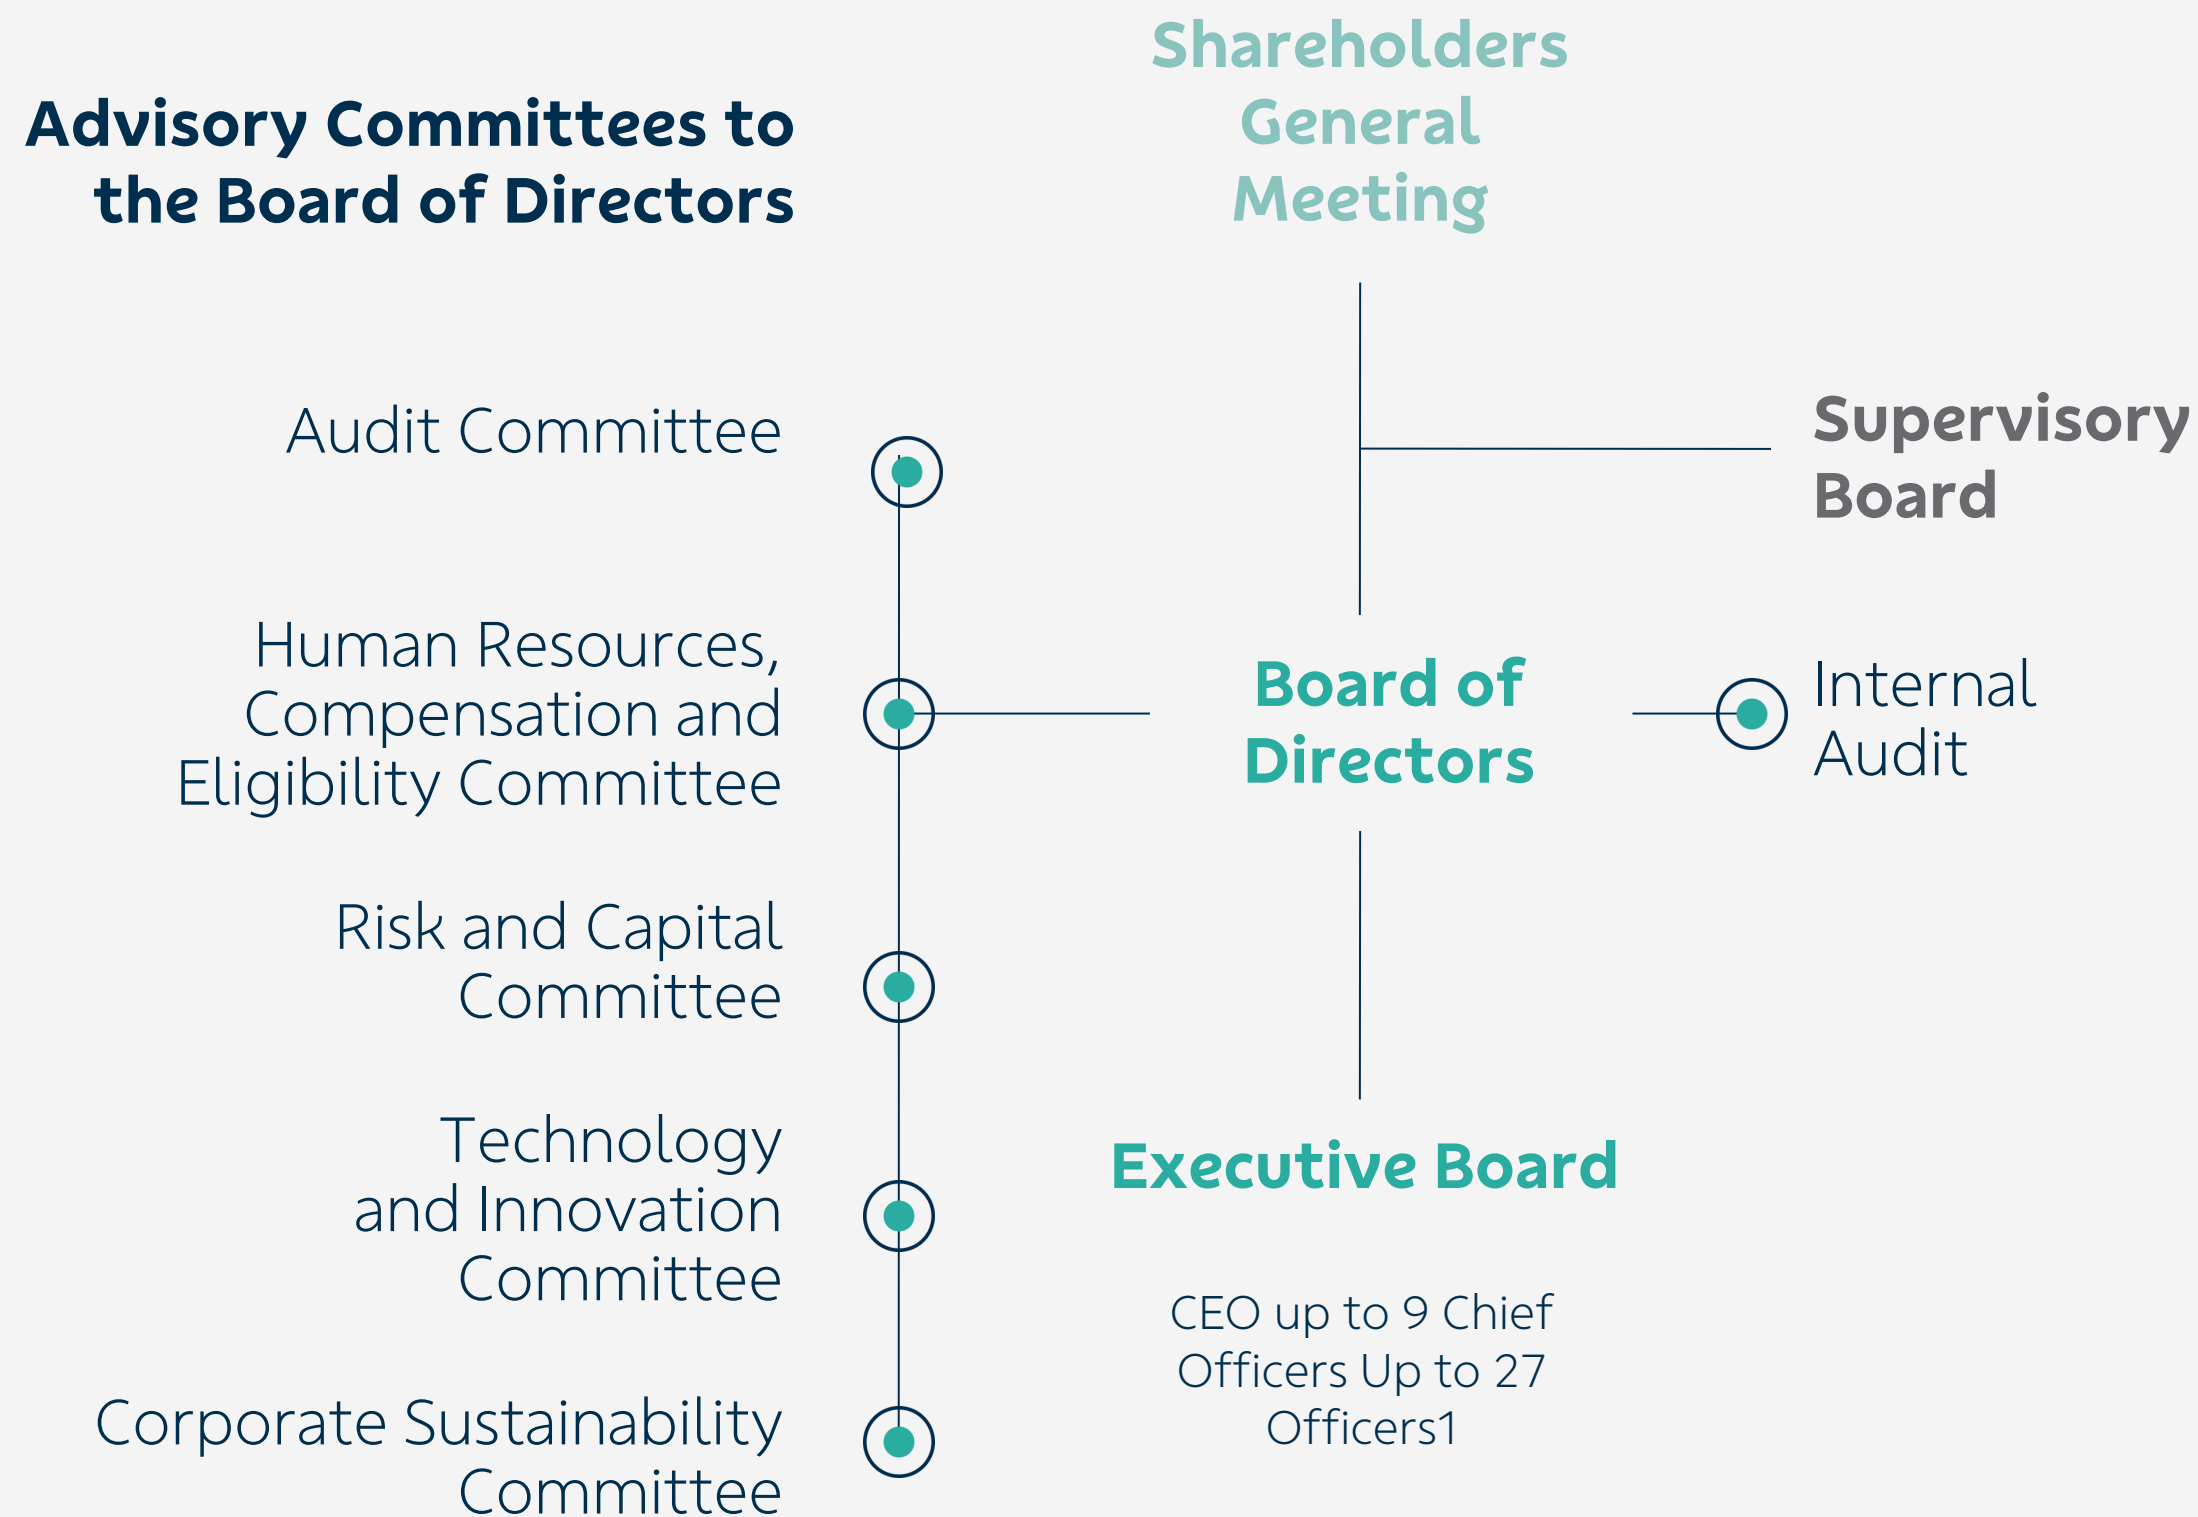 Shareholders
General
Meeting
Advisory Committees to
the Board of Directors
Audit Committee
Supervisory
Board
Human Resources,
Compensation and
Eligibility Committee
Board of
Directors
Internal
Audit
Risk and Capital
Committee
Technology
and Innovation
Committee
Executive Board
CEO up to 9 Chief
Officers Up to 27
Officers1
Corporate Sustainability
Committee